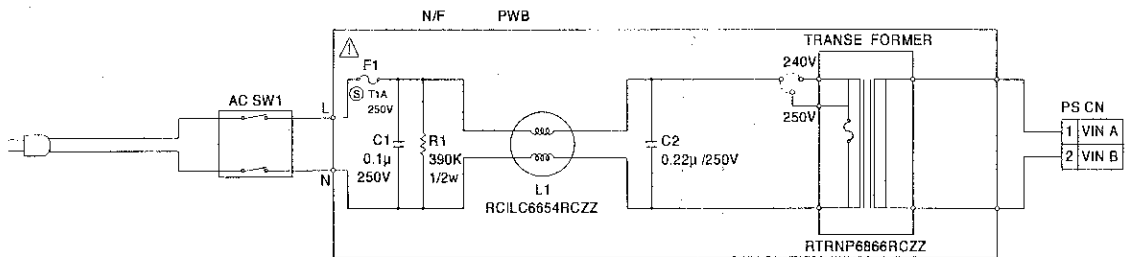 N/F PWB
TRANSE FORMER
F1
240V
S T1A
250V
AC SW1
L
250V
PS CN
1 VIN A
2 VIN B
C1
0.1µ
250V
R1
390K
1/2w
C2
0.22µ /250V
N
L1
RCILC6654RCZZ
RTRNP6866RCZZ